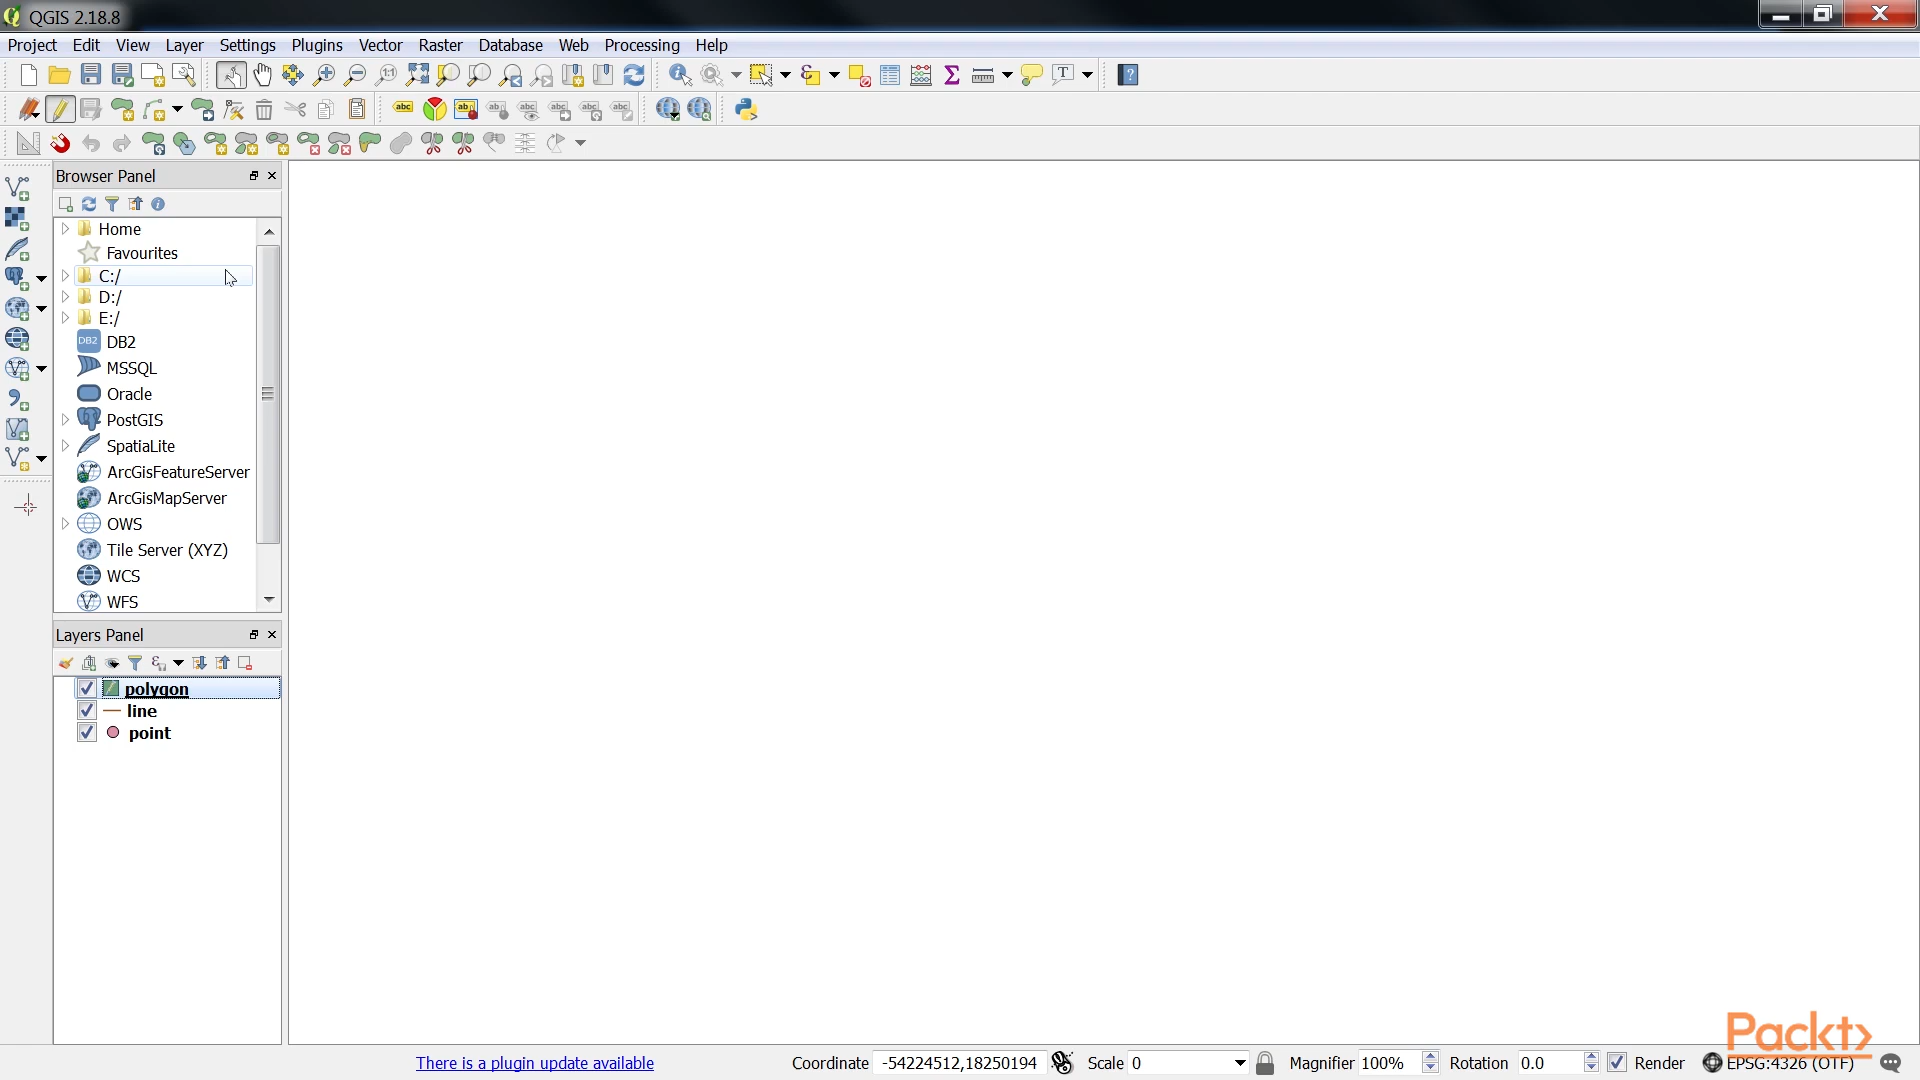 QGIS 2.18.8
Project Edit View Layer Settings Plugins Vector Raster Database Web Processing Help
Browser Panel
Home
Favourites
C:/
D:/
E:/
DB2 DB2
MSSQL
Oracle
PostGIS
SpatiaLite
ArcGisFeatureServer
ArcGisMapServer
OWS
Tile Server (XYZ)
WCS
WFS
Layers Panel
polygon
line
point
Packt>
There is a plugin update available Coordinate -54224512,18250194 Scale 0 Magnifier 100% Rotation 0.0 Render EPSG:4326 (OTF)